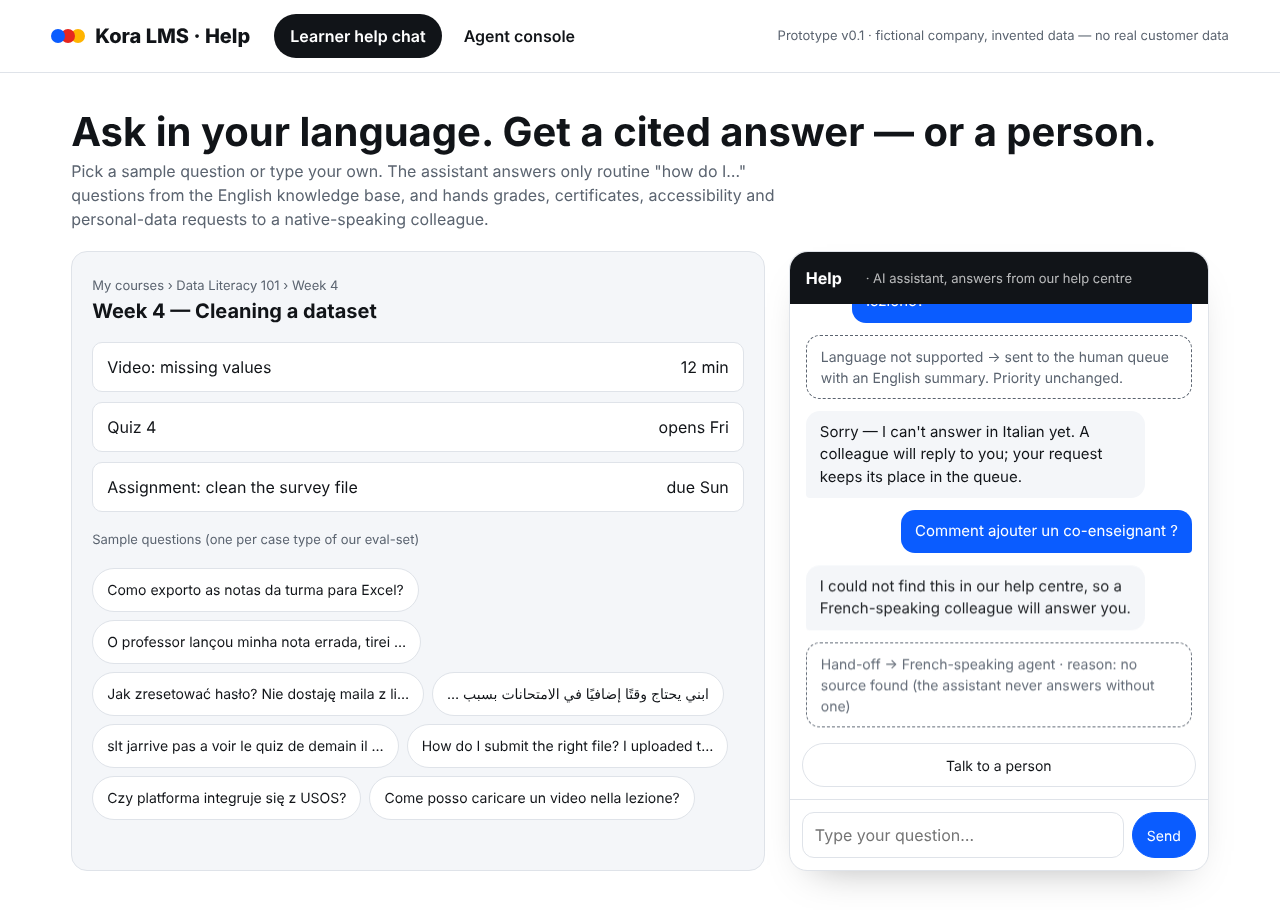 Kora LMS · Help
Learner help chat
Agent console
Prototype v0.1 · fictional company, invented data — no real customer data
Ask in your language. Get a cited answer — or a person.
Pick a sample question or type your own. The assistant answers only routine "how do I…"
questions from the English knowledge base, and hands grades, certificates, accessibility and
personal-data requests to a native-speaking colleague.
My courses › Data Literacy 101 › Week 4
Week 4 — Cleaning a dataset
Video: missing values 12 min
Quiz 4 opens Fri
Assignment: clean the survey file due Sun
Sample questions (one per case type of our eval-set)
Como exporto as notas da turma para Excel?
O professor lançou minha nota errada, tirei …
Jak zresetować hasło? Nie dostaję maila z li…
ابني يحتاج وقتًا إضافيًا في الامتحانات بسبب …
slt jarrive pas a voir le quiz de demain il …
How do I submit the right file? I uploaded t…
Czy platforma integruje się z USOS?
Come posso caricare un video nella lezione?
Help · AI assistant, answers from our help centre
lezione?
Language not supported → sent to the human queue
with an English summary. Priority unchanged.
Sorry — I can't answer in Italian yet. A
colleague will reply to you; your request
keeps its place in the queue.
Comment ajouter un co-enseignant ?
I could not find this in our help centre, so a
French-speaking colleague will answer you.
Hand-off → French-speaking agent · reason: no
source found (the assistant never answers without
one)
Talk to a person
Type your question…
Send